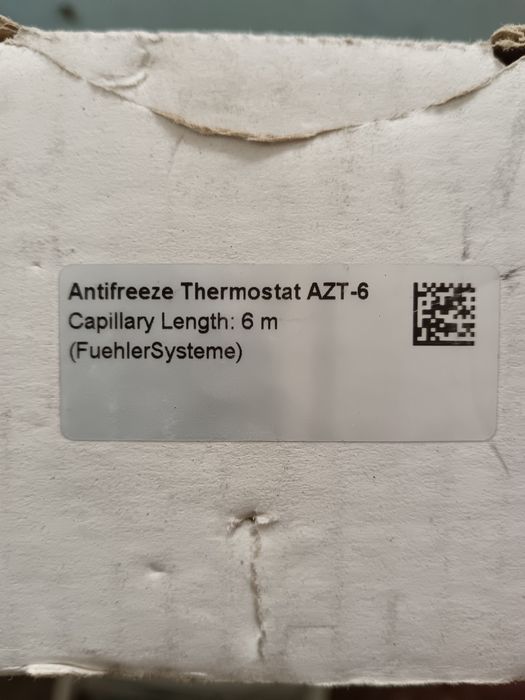 Antifreeze Thermostat AZT-6
Capillary Length: 6 m
(FuehlerSysteme)